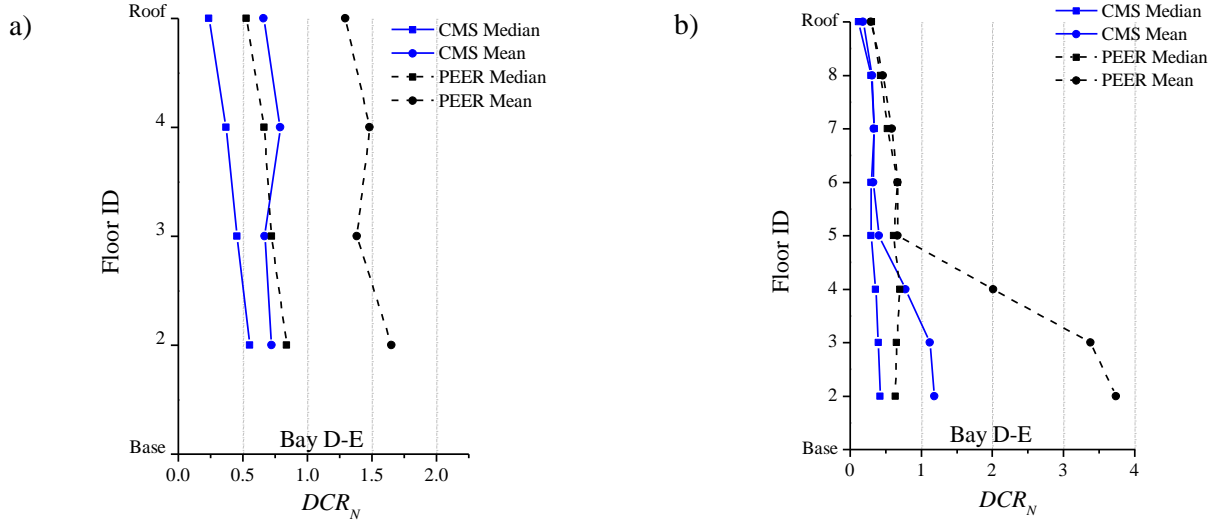 a)
Roof
4
3
2
Base
Floor ID
CMS Median
CMS Mean
PEER Median
PEER Mean
Bay D-E
0.0 0.5 1.0 1.5 2.0
DCR_N
b)
Roof
8
7
6
5
4
3
2
Base
Floor ID
CMS Median
CMS Mean
PEER Median
PEER Mean
Bay D-E
0 1 2 3 4
DCR_N